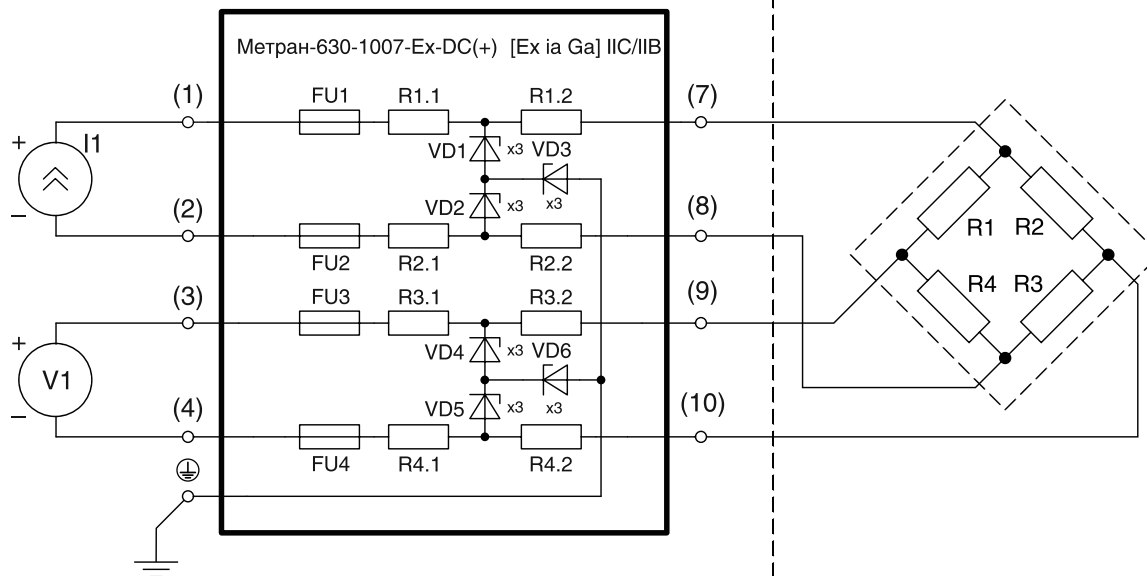 Метран-630-1007-Ex-DC(+) [Ex ia Ga] IIC/IIB
(1) FU1 R1.1 R1.2 (7)
+ I1 VD1 x3 VD3
R1 R2
– (2) VD2 x3 x3 (8)
FU2 R2.1 R2.2
R4 R3
(3) FU3 R3.1 R3.2 (9)
+ VD4 x3 VD6
V1
– (4) VD5 x3 x3 (10)
FU4 R4.1 R4.2